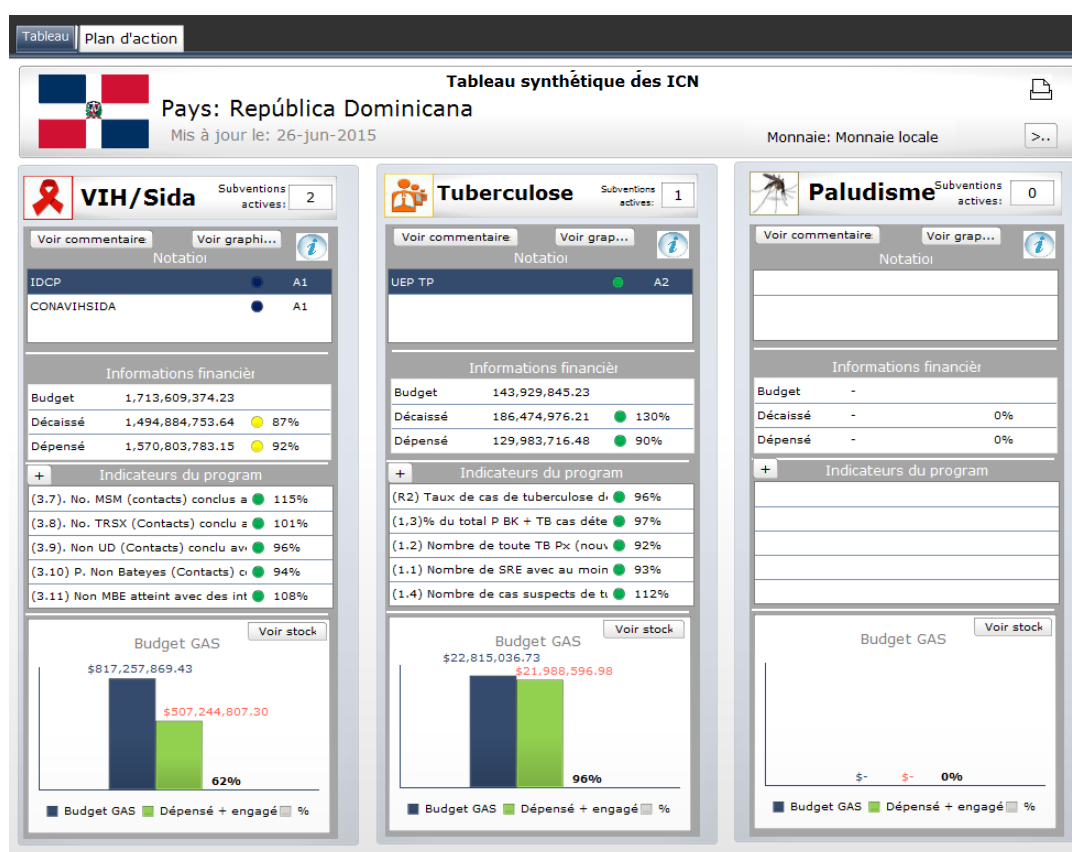 Tableau Plan d'action
Tableau synthétique des ICN
Pays: República Dominicana
Mis à jour le: 26-jun-2015
Monnaie: Monnaie locale
>..
VIH/Sida
Subventions
actives: 2
Voir commentaire Voir graphi...
Notation
IDCP A1
CONAVIHSIDA A1
Informations financièr
Budget 1,713,609,374.23
Décaissé 1,494,884,753.64 87%
Dépensé 1,570,803,783.15 92%
+ Indicateurs du program
(3.7). No. MSM (contacts) conclus a 115%
(3.8). No. TRSX (Contacts) conclu a 101%
(3.9). Non UD (Contacts) conclu ave 96%
(3.10) P. Non Bateyes (Contacts) co 94%
(3.11) Non MBE atteint avec des int 108%
Voir stock
Budget GAS
$817,257,869.43
$507,244,807.30
62%
Budget GAS Dépensé + engagé %
Tuberculose
Subventions
actives: 1
Voir commentaire Voir grap...
Notation
UEP TP A2
Informations financièr
Budget 143,929,845.23
Décaissé 186,474,976.21 130%
Dépensé 129,983,716.48 90%
+ Indicateurs du program
(R2) Taux de cas de tuberculose de 96%
(1,3)% du total P BK + TB cas déte 97%
(1.2) Nombre de toute TB Px (nouv 92%
(1.1) Nombre de SRE avec au moin 93%
(1.4) Nombre de cas suspects de tu 112%
Voir stock
Budget GAS
$22,815,036.73
$21,988,596.98
96%
Budget GAS Dépensé + engagé %
Paludisme
Subventions
actives: 0
Voir commentaire Voir grap...
Notation
Informations financièr
Budget -
Décaissé - 0%
Dépensé - 0%
+ Indicateurs du program
Voir stock
Budget GAS
$- $- 0%
Budget GAS Dépensé + engagé %